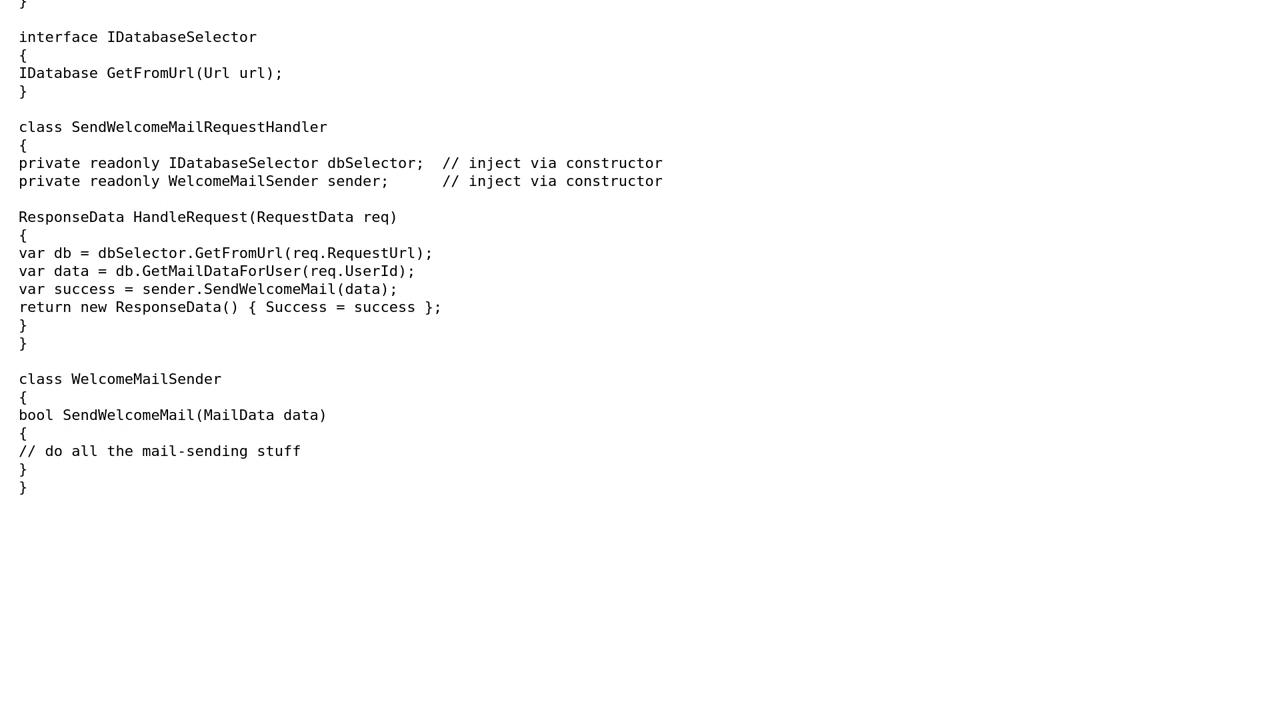 }

interface IDatabaseSelector
{
IDatabase GetFromUrl(Url url);
}

class SendWelcomeMailRequestHandler
{
private readonly IDatabaseSelector dbSelector;  // inject via constructor
private readonly WelcomeMailSender sender;      // inject via constructor

ResponseData HandleRequest(RequestData req)
{
var db = dbSelector.GetFromUrl(req.RequestUrl);
var data = db.GetMailDataForUser(req.UserId);
var success = sender.SendWelcomeMail(data);
return new ResponseData() { Success = success };
}
}

class WelcomeMailSender
{
bool SendWelcomeMail(MailData data)
{
// do all the mail-sending stuff
}
}